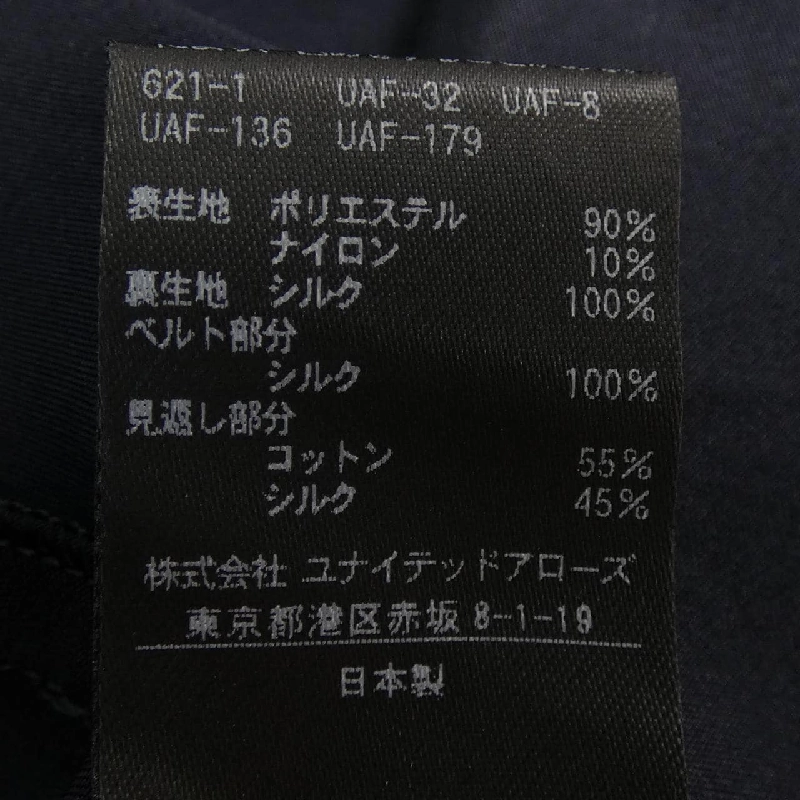 621-1 UAF-32 UAF-8
UAF-136 UAF-179
表生地 ポリエステル 90%
ナイロン 10%
裏生地 シルク 100%
ベルト部分
シルク 100%
見返し部分
コットン 55%
シルク 45%
株式会社 ユナイテッドアローズ
東京都港区赤坂 8-1-19
日本製